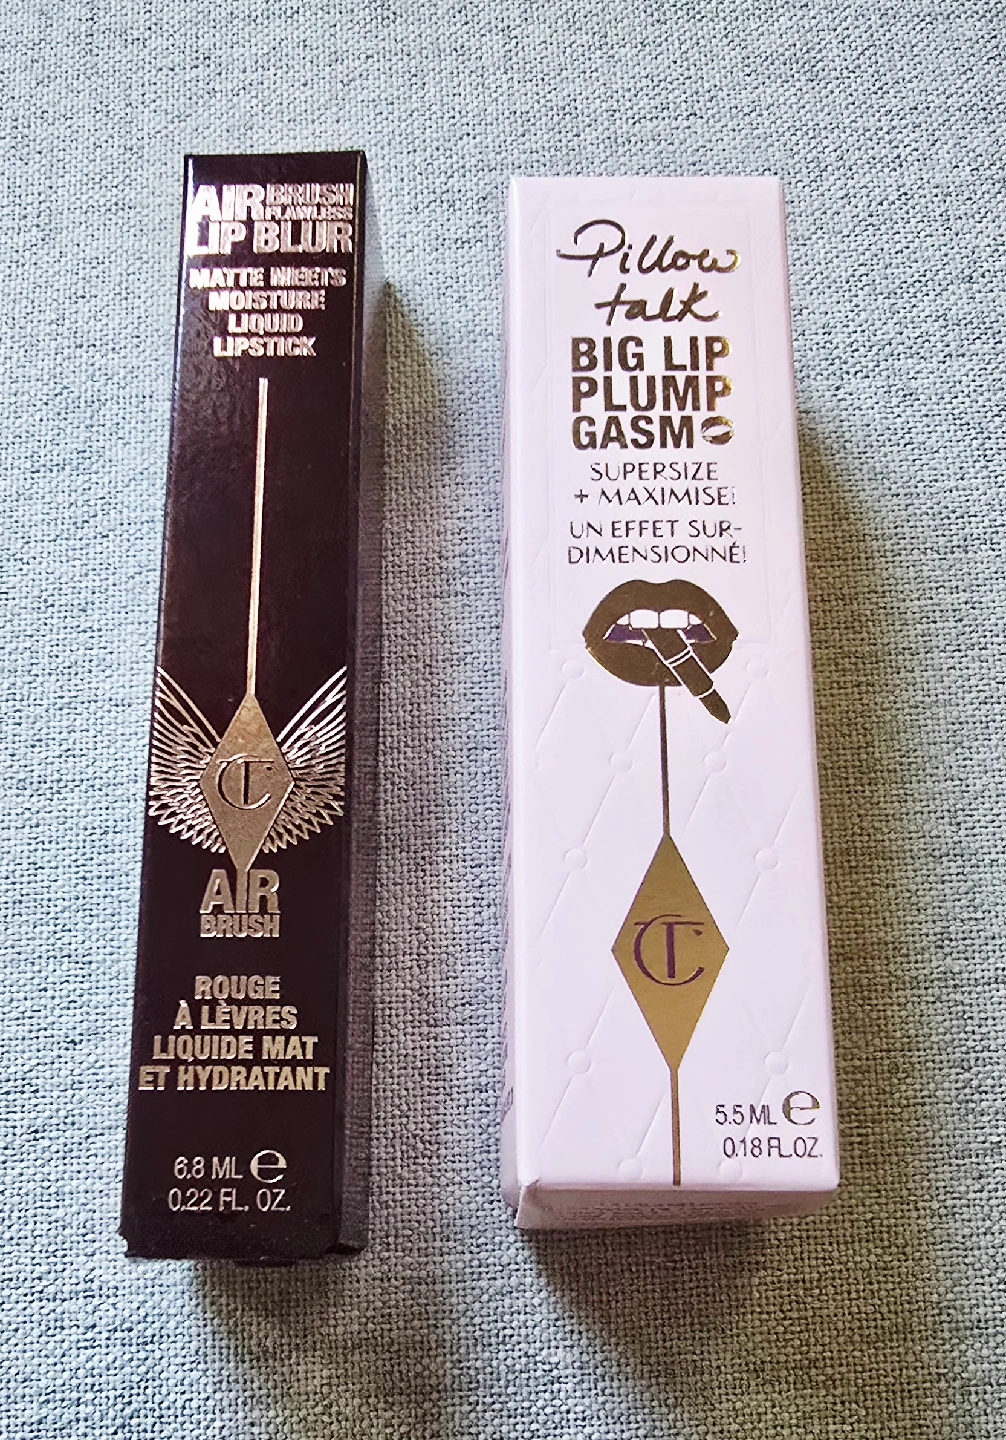 AIRBRUSH
FLAWLESS
LIP BLUR
MATTE MEETS
MOISTURE
LIQUID
LIPSTICK
CT
AIR
BRUSH
ROUGE
À LÈVRES
LIQUIDE MAT
ET HYDRATANT
6.8 ML e
0.22 FL. OZ.
Pillow
talk
BIG LIP
PLUMP
GASM
SUPERSIZE
+ MAXIMISE!
UN EFFET SUR-
DIMENSIONNÉ!
CT
5.5 ML e
0.18 FL.OZ.